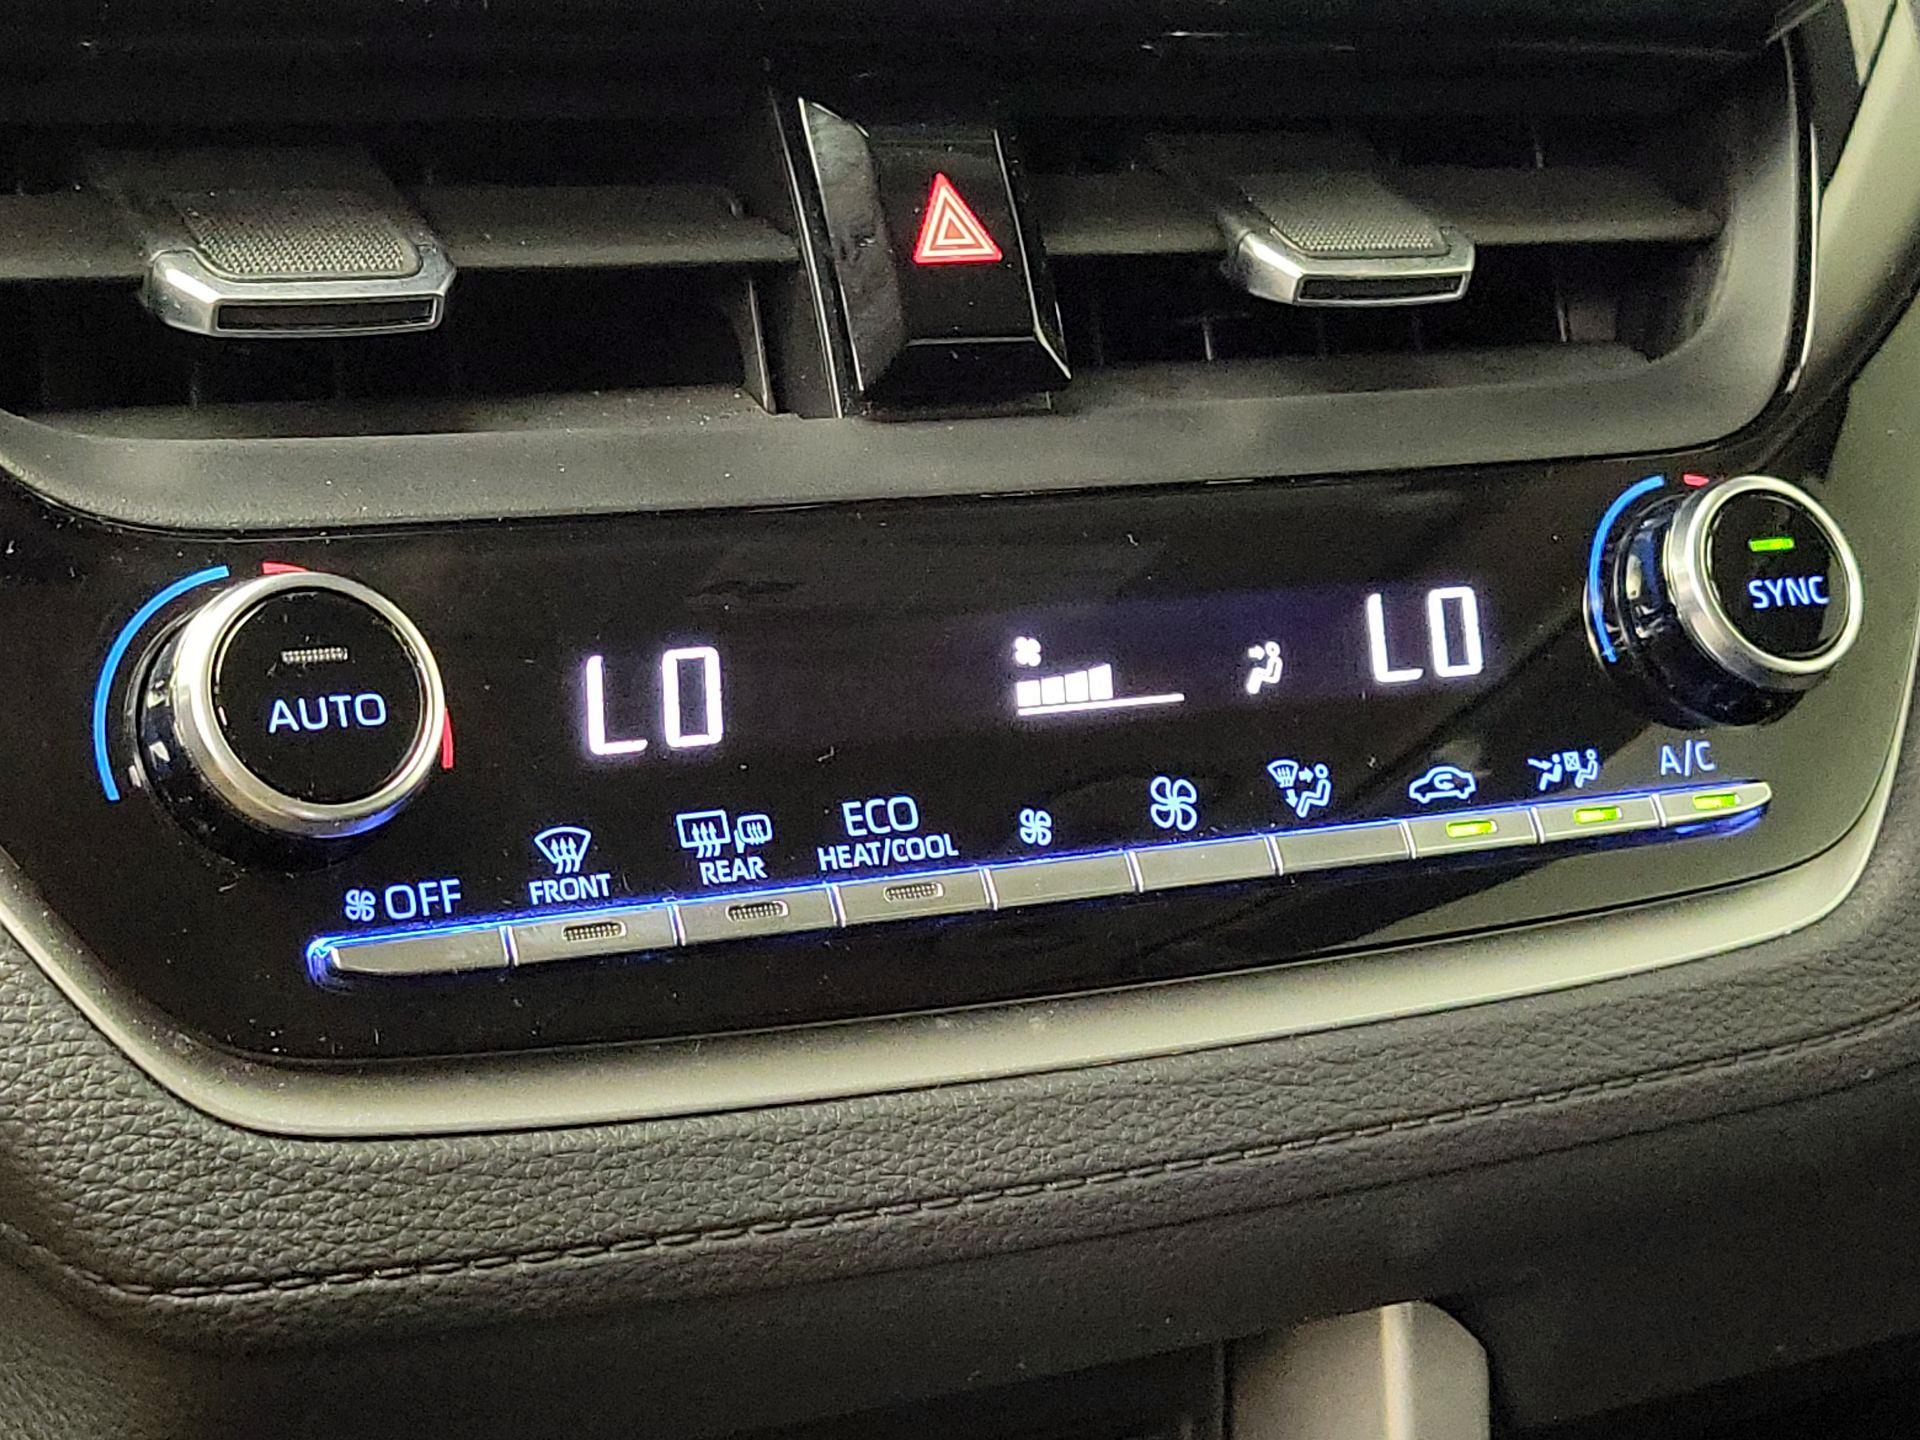 SYNC
AUTO
LO
LO
OFF
FRONT
REAR
ECO
HEAT/COOL
A/C